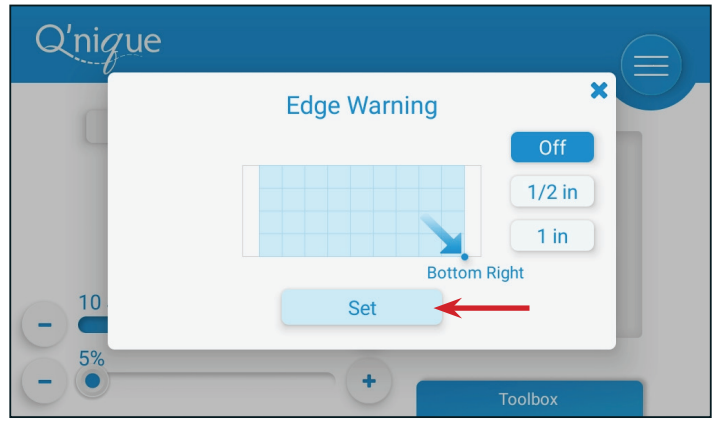 Q'nique
Edge Warning
Off
1/2 in
1 in
Bottom Right
Set
10
5%
Toolbox